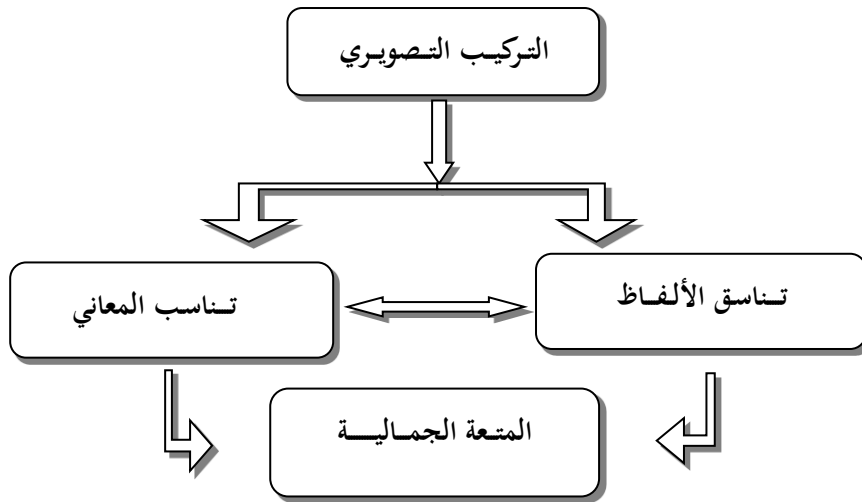 التركيب التصويري
تناسق الألفاظ
تناسب المعاني
المتعة الجمالية